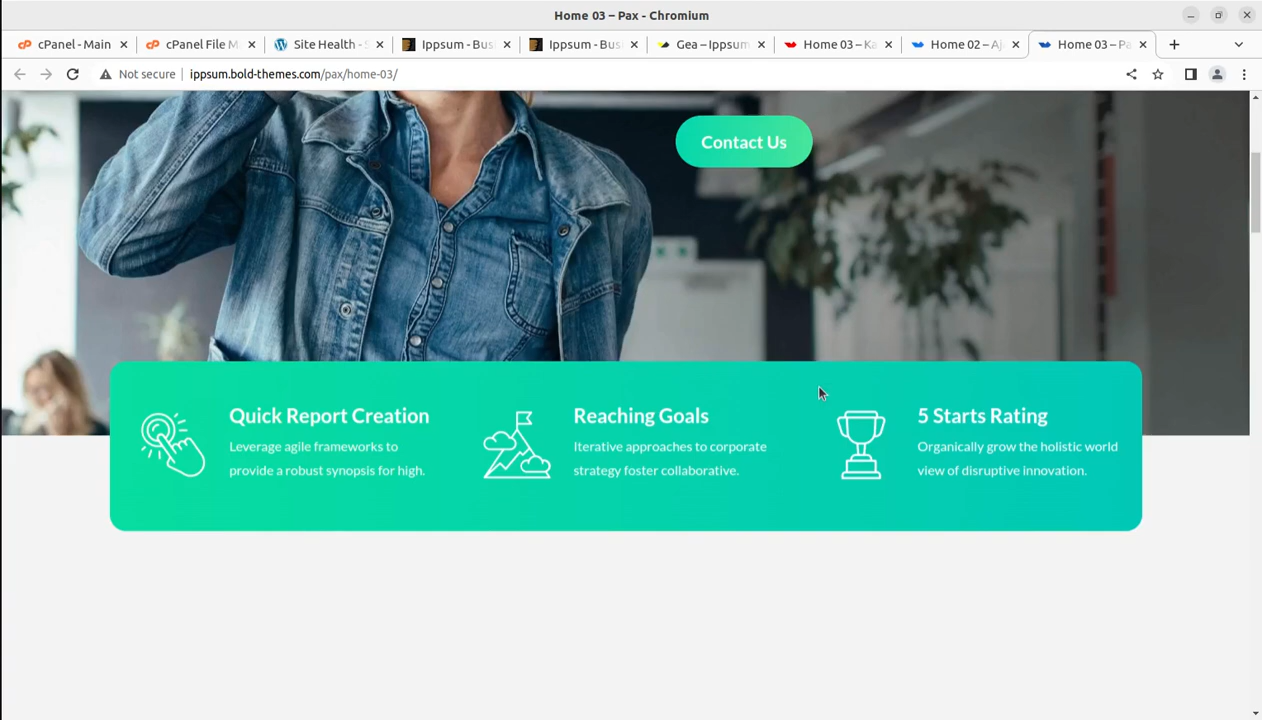 Home 03 – Pax - Chromium
cPanel - Main
cPanel File M
Site Health - S
Ippsum - Bus
Ippsum - Bus
Gea – Ippsum
Home 03 – Ka
Home 02 – Aj
Home 03 – Pa
Not secure
ippsum.bold-themes.com/pax/home-03/
Contact Us
Quick Report Creation
Leverage agile frameworks to
provide a robust synopsis for high.
Reaching Goals
Iterative approaches to corporate
strategy foster collaborative.
5 Starts Rating
Organically grow the holistic world
view of disruptive innovation.